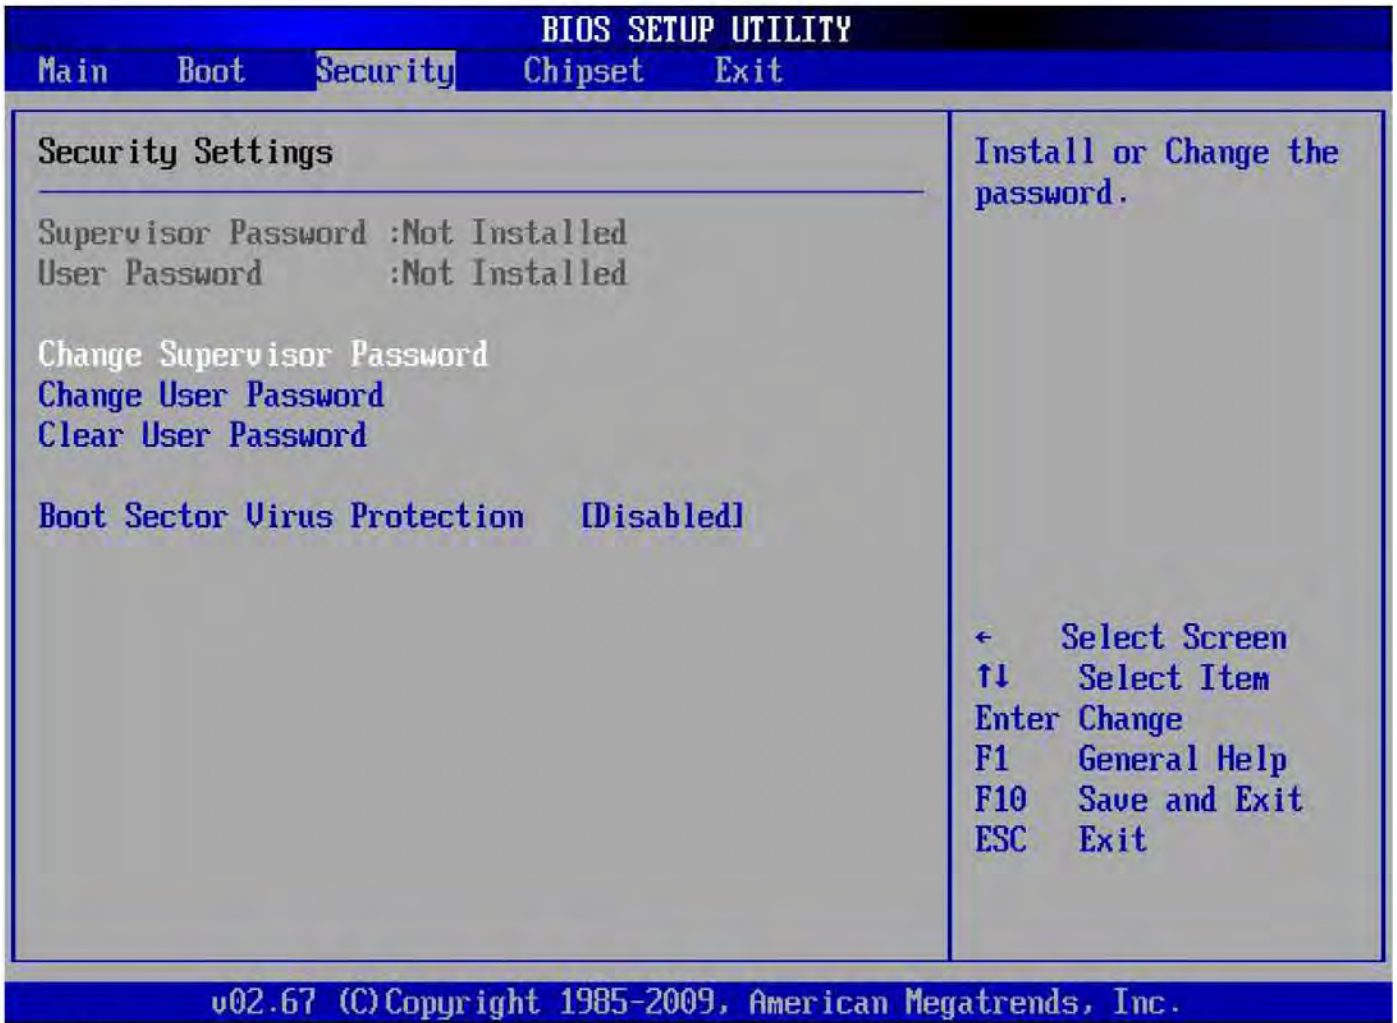 BIOS SETUP UTILITY
Main Boot Security Chipset Exit
Security Settings
Supervisor Password :Not Installed
User Password :Not Installed
Change Supervisor Password
Change User Password
Clear User Password
Boot Sector Virus Protection [Disabled]
Install or Change the
password.
← Select Screen
↑↓ Select Item
Enter Change
F1 General Help
F10 Save and Exit
ESC Exit
v02.67 (C)Copyright 1985-2009, American Megatrends, Inc.